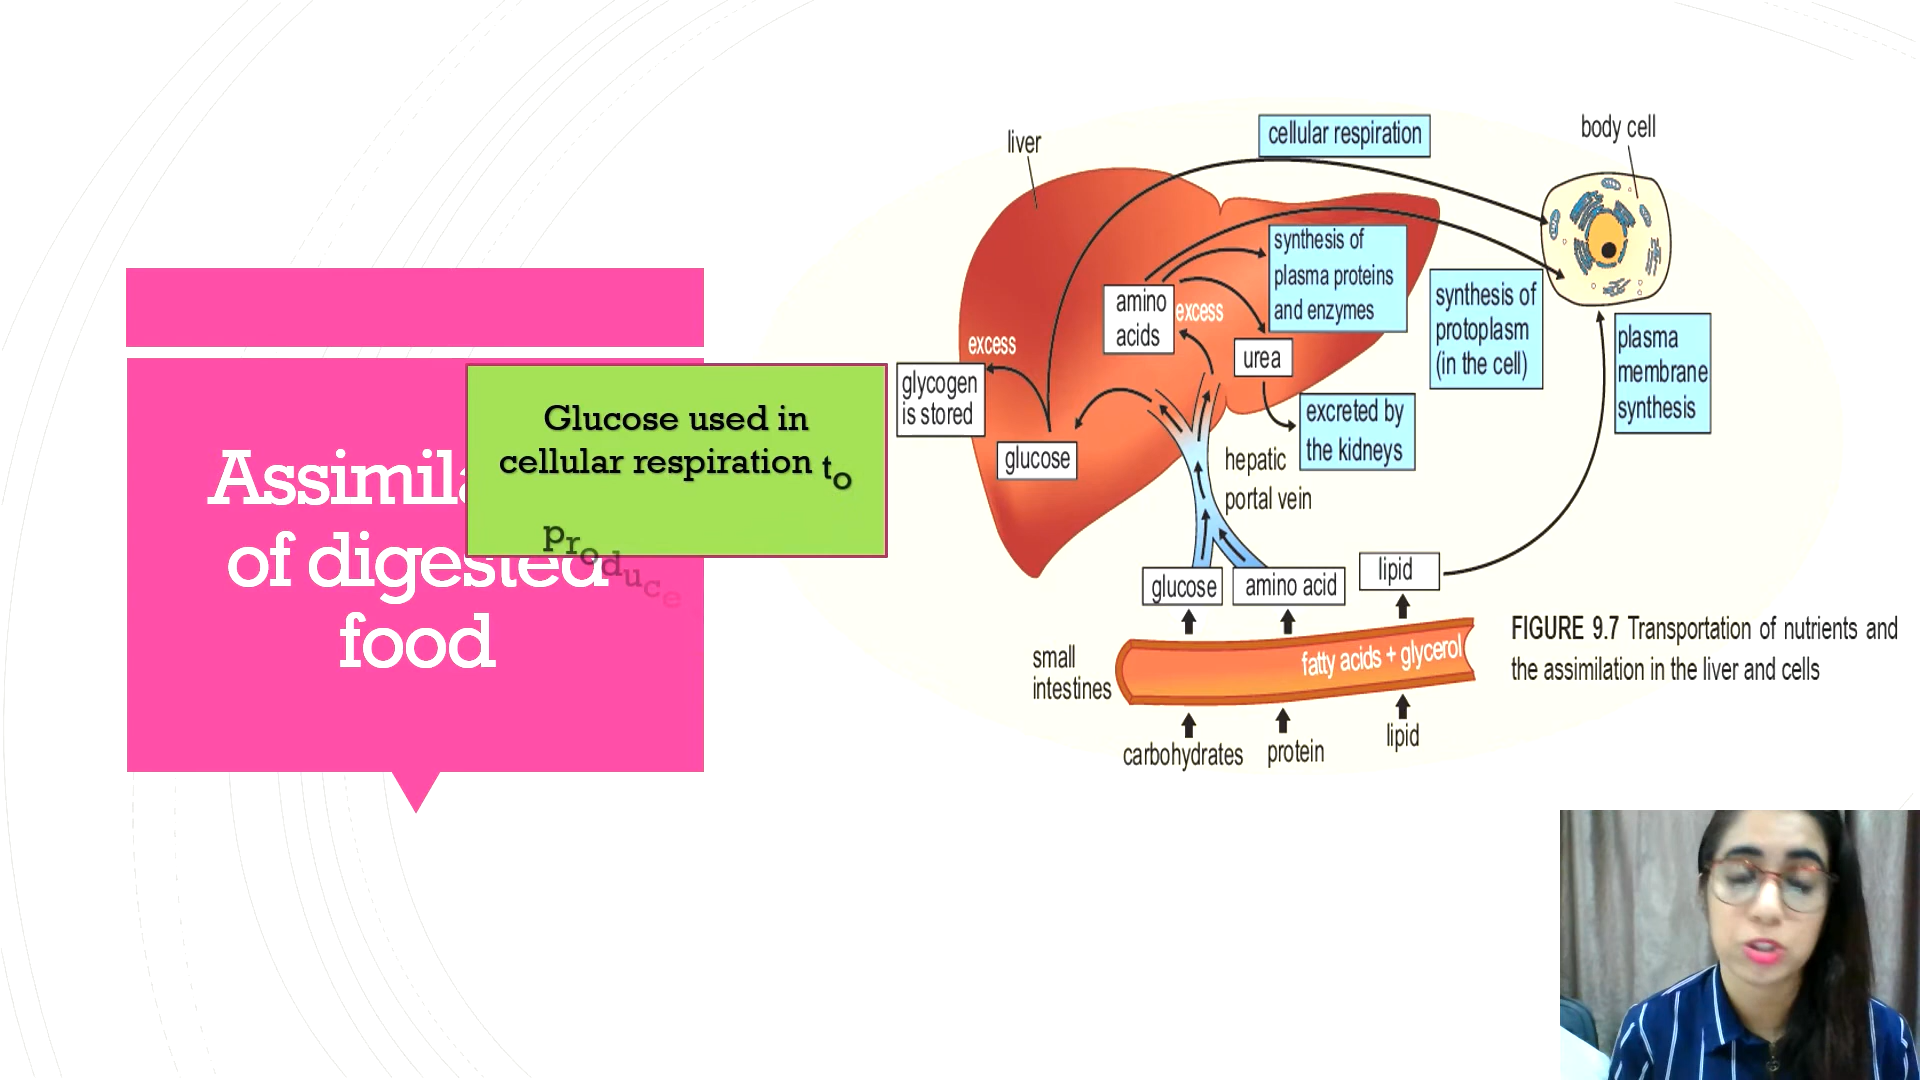 Assimila
of digested
food
Glucose used in
cellular respiration to
produce
liver
cellular respiration
body cell
synthesis of
plasma proteins
and enzymes
amino
acids
excess
synthesis of
protoplasm
(in the cell)
plasma
membrane
synthesis
excess
urea
glycogen
is stored
glucose
excreted by
the kidneys
hepatic
portal vein
glucose
amino acid
lipid
small
intestines
fatty acids + glycerol
carbohydrates
protein
lipid
FIGURE 9.7 Transportation of nutrients and
the assimilation in the liver and cells